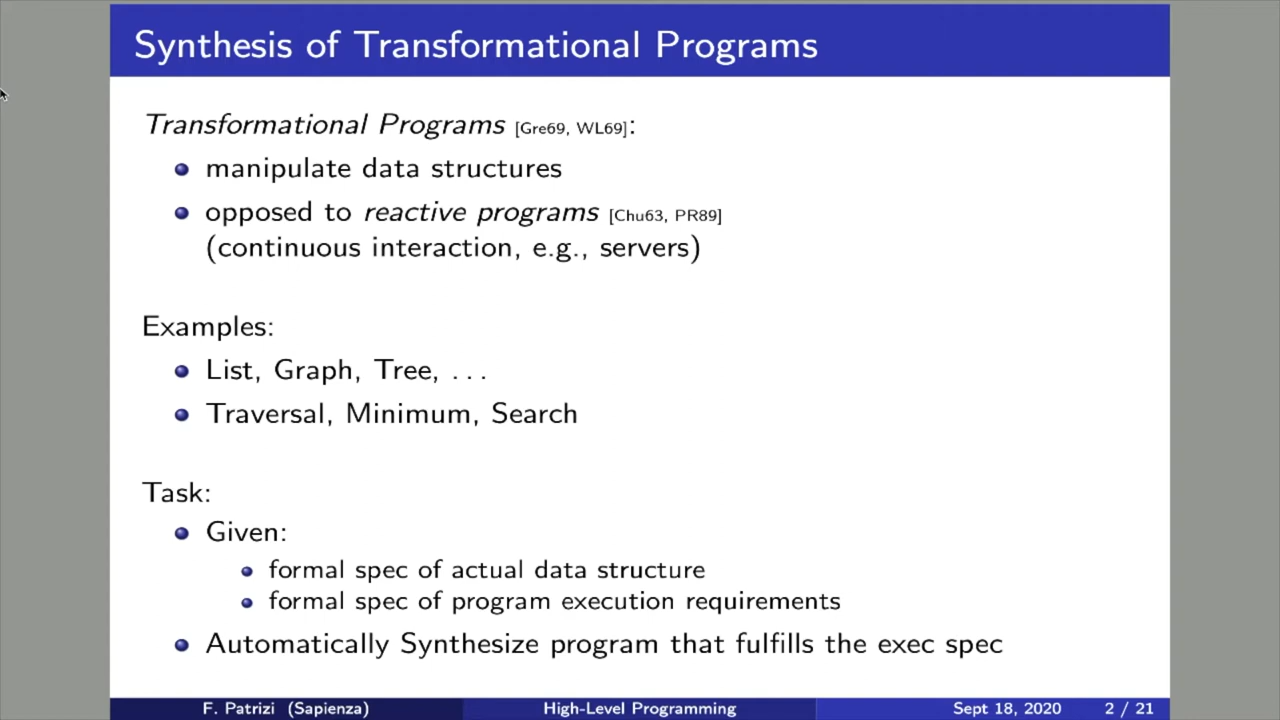 Synthesis of Transformational Programs
Transformational Programs [Gre69, WL69]:
manipulate data structures
opposed to reactive programs [Chu63, PR89]
(continuous interaction, e.g., servers)
Examples:
List, Graph, Tree, . . .
Traversal, Minimum, Search
Task:
Given:
formal spec of actual data structure
formal spec of program execution requirements
Automatically Synthesize program that fulfills the exec spec
F. Patrizi (Sapienza) High-Level Programming Sept 18, 2020 2 / 21